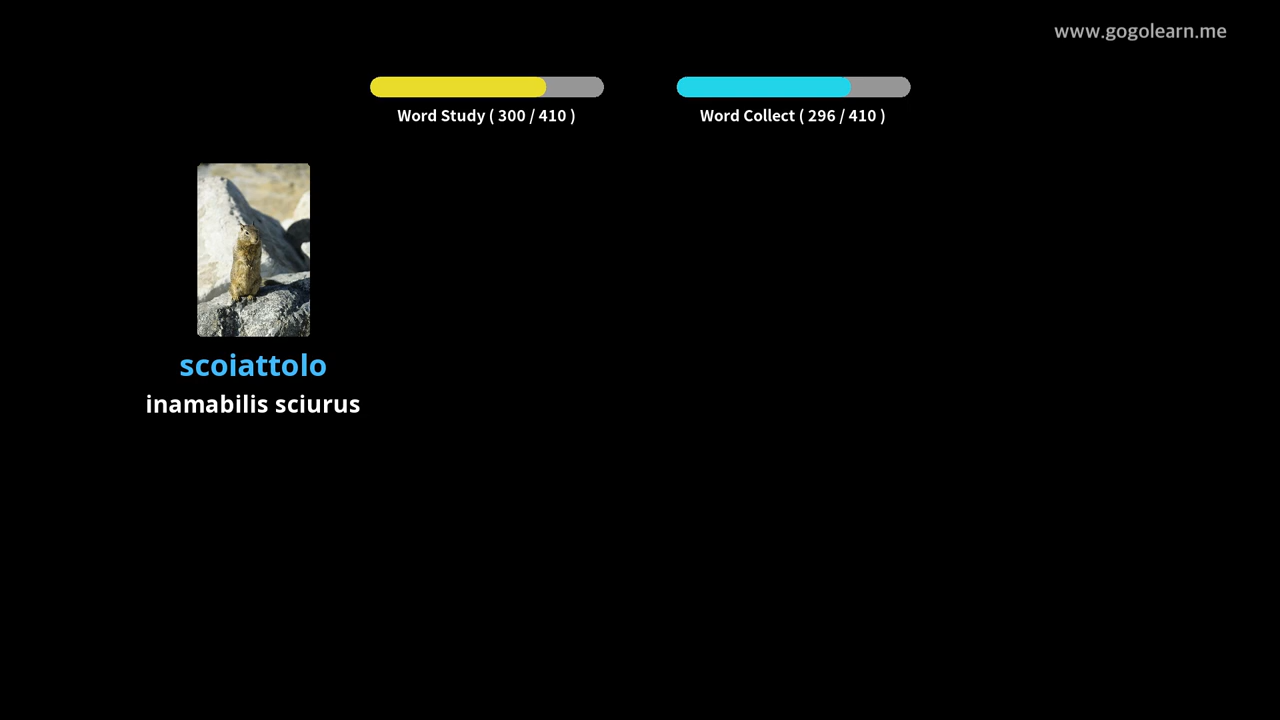 www.gogolearn.me
Word Study ( 300 / 410 )
Word Collect ( 296 / 410 )
scoiattolo
inamabilis sciurus